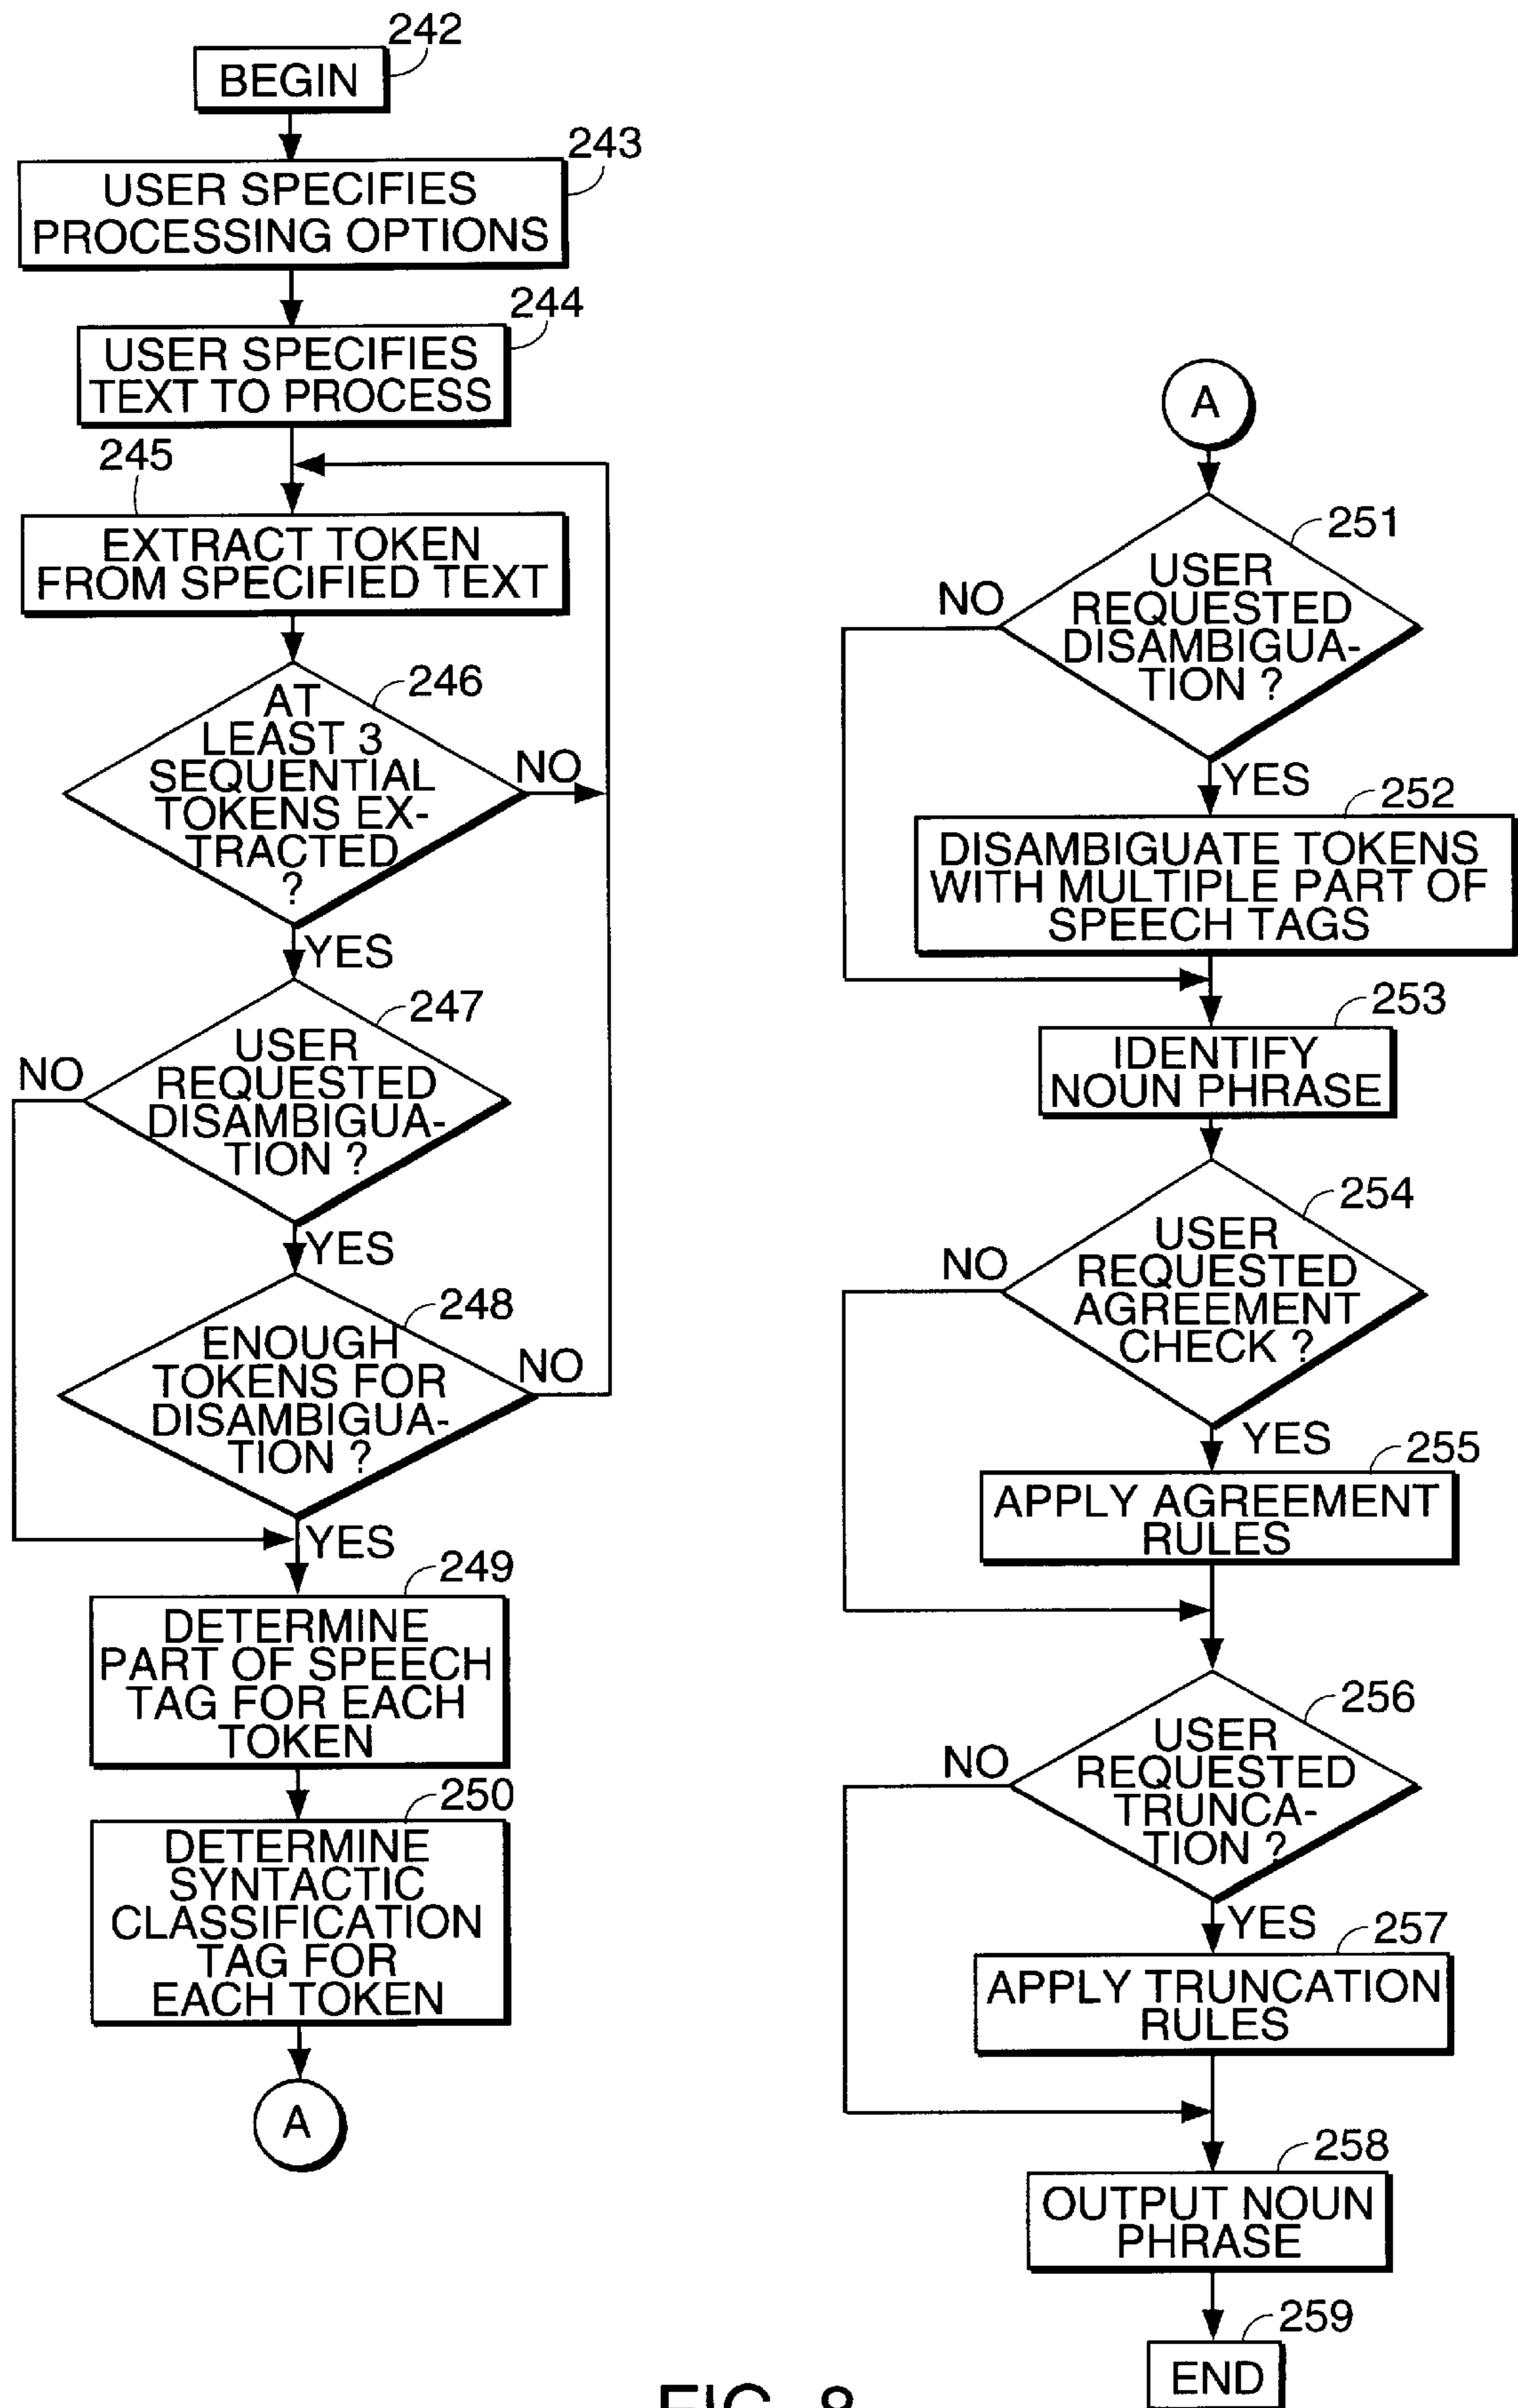 242
BEGIN
243
USER SPECIFIES
PROCESSING OPTIONS
244
USER SPECIFIES
TEXT TO PROCESS
245
EXTRACT TOKEN
FROM SPECIFIED TEXT
246
AT
LEAST 3
SEQUENTIAL
TOKENS EX-
TRACTED
?
NO
YES
247
USER
REQUESTED
DISAMBIGUA-
TION ?
NO
YES
248
ENOUGH
TOKENS FOR
DISAMBIGUA-
TION ?
NO
YES
249
DETERMINE
PART OF SPEECH
TAG FOR EACH
TOKEN
250
DETERMINE
SYNTACTIC
CLASSIFICATION
TAG FOR
EACH TOKEN
A
A
251
USER
REQUESTED
DISAMBIGUA-
TION ?
NO
YES
252
DISAMBIGUATE TOKENS
WITH MULTIPLE PART OF
SPEECH TAGS
253
IDENTIFY
NOUN PHRASE
254
USER
REQUESTED
AGREEMENT
CHECK ?
NO
YES
255
APPLY AGREEMENT
RULES
256
USER
REQUESTED
TRUNCA-
TION ?
NO
YES
257
APPLY TRUNCATION
RULES
258
OUTPUT NOUN
PHRASE
259
END
FIG. 8